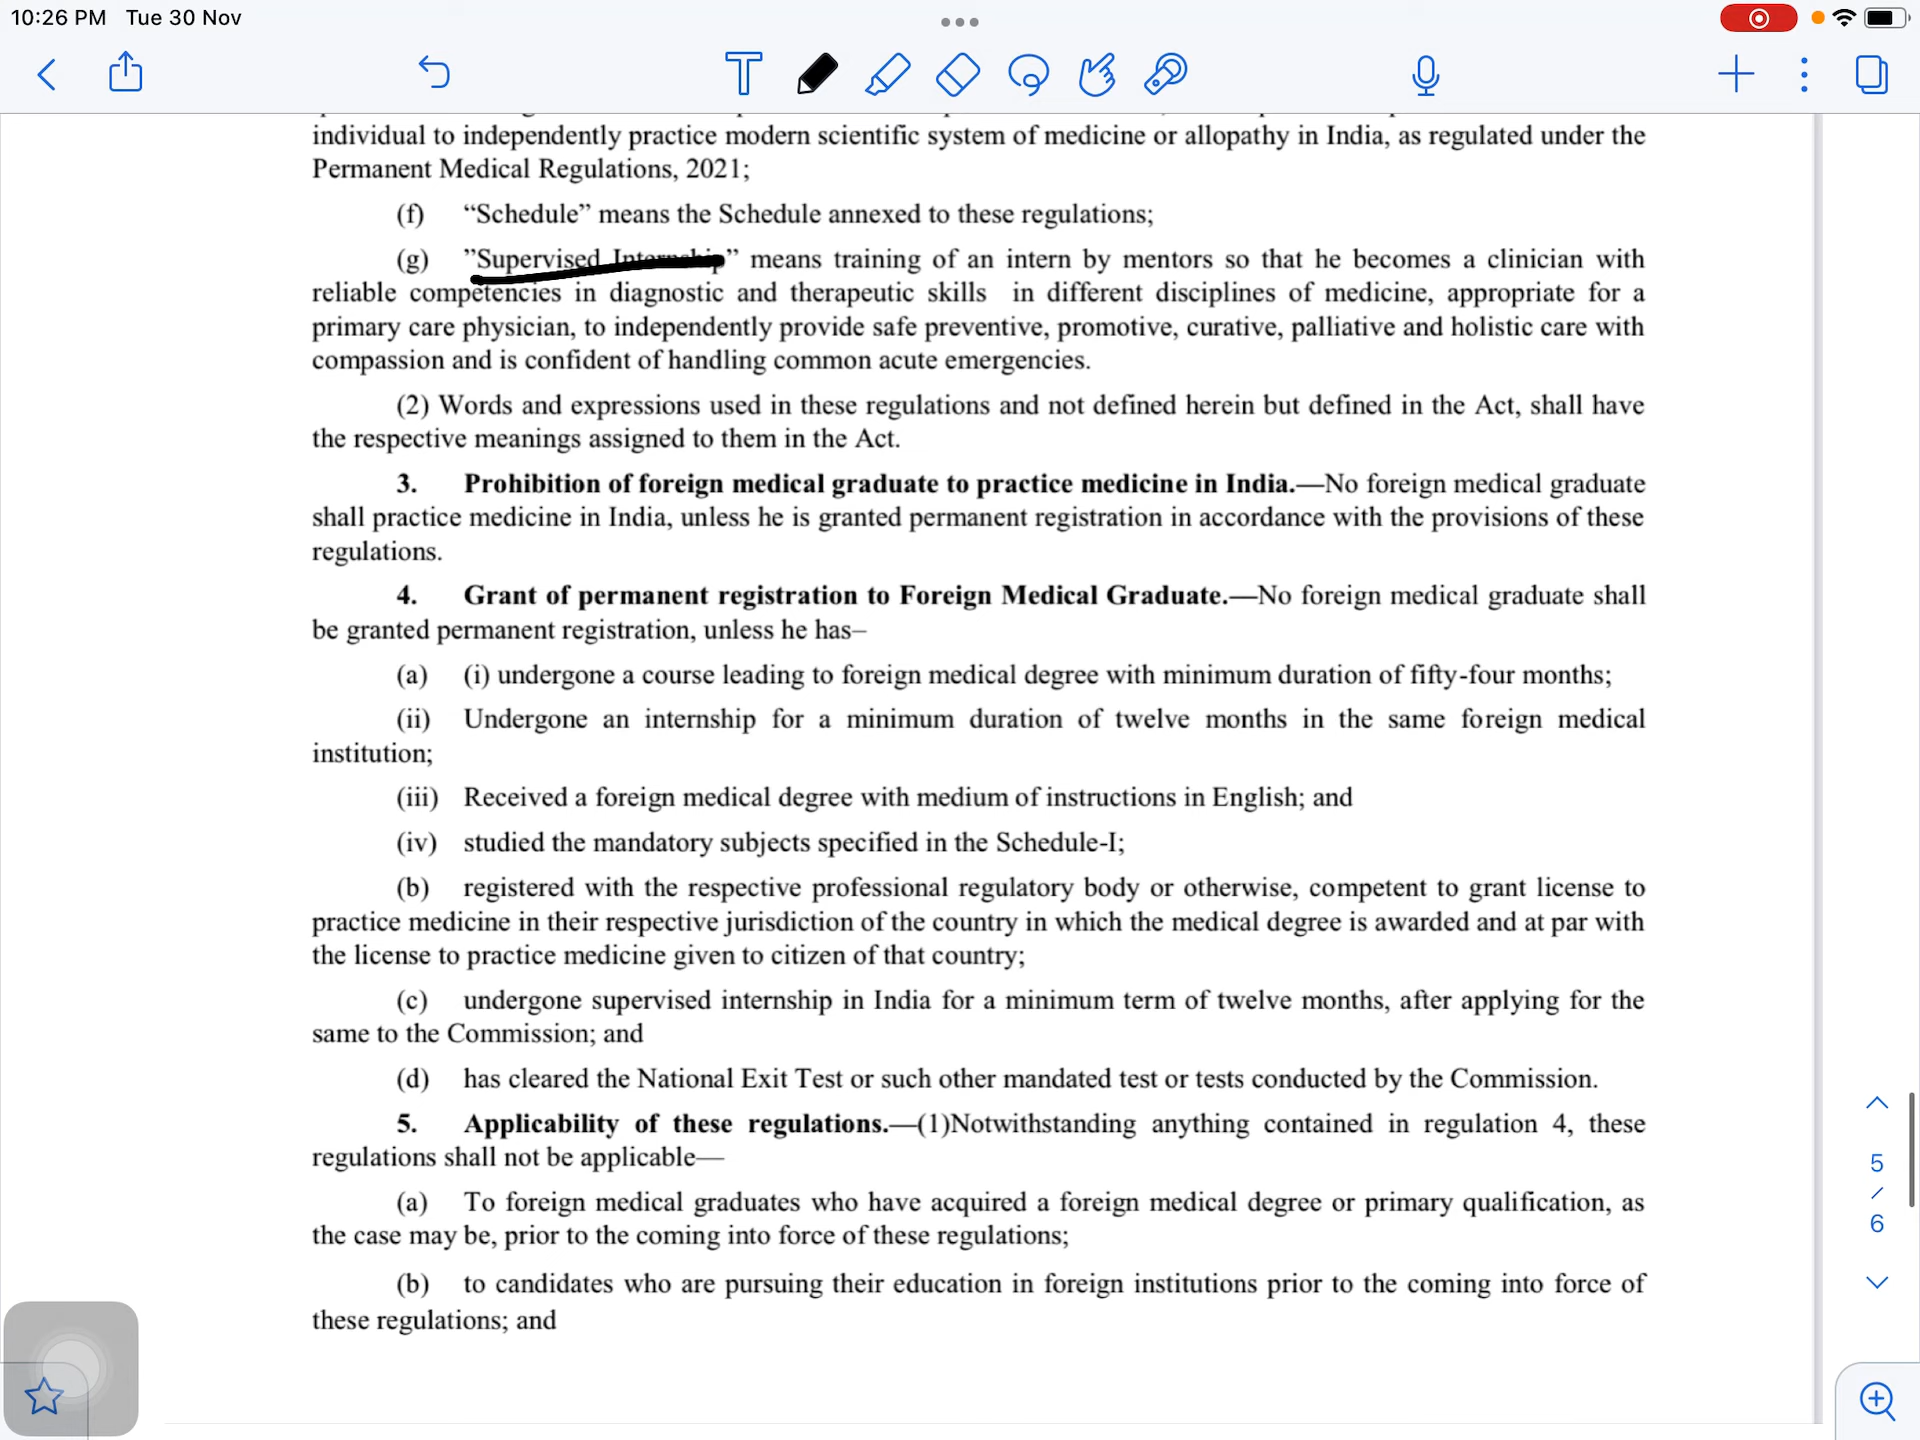 10:26 PM Tue 30 Nov
individual to independently practice modern scientific system of medicine or allopathy in India, as regulated under the
Permanent Medical Regulations, 2021;
(f) “Schedule” means the Schedule annexed to these regulations;
(g) ”Supervised Internship” means training of an intern by mentors so that he becomes a clinician with
reliable competencies in diagnostic and therapeutic skills in different disciplines of medicine, appropriate for a
primary care physician, to independently provide safe preventive, promotive, curative, palliative and holistic care with
compassion and is confident of handling common acute emergencies.
(2) Words and expressions used in these regulations and not defined herein but defined in the Act, shall have
the respective meanings assigned to them in the Act.
3. Prohibition of foreign medical graduate to practice medicine in India.—No foreign medical graduate
shall practice medicine in India, unless he is granted permanent registration in accordance with the provisions of these
regulations.
4. Grant of permanent registration to Foreign Medical Graduate.—No foreign medical graduate shall
be granted permanent registration, unless he has–
(a) (i) undergone a course leading to foreign medical degree with minimum duration of fifty-four months;
(ii) Undergone an internship for a minimum duration of twelve months in the same foreign medical
institution;
(iii) Received a foreign medical degree with medium of instructions in English; and
(iv) studied the mandatory subjects specified in the Schedule-I;
(b) registered with the respective professional regulatory body or otherwise, competent to grant license to
practice medicine in their respective jurisdiction of the country in which the medical degree is awarded and at par with
the license to practice medicine given to citizen of that country;
(c) undergone supervised internship in India for a minimum term of twelve months, after applying for the
same to the Commission; and
(d) has cleared the National Exit Test or such other mandated test or tests conducted by the Commission.
5. Applicability of these regulations.—(1)Notwithstanding anything contained in regulation 4, these
regulations shall not be applicable—
(a) To foreign medical graduates who have acquired a foreign medical degree or primary qualification, as
the case may be, prior to the coming into force of these regulations;
(b) to candidates who are pursuing their education in foreign institutions prior to the coming into force of
these regulations; and
5
/
6